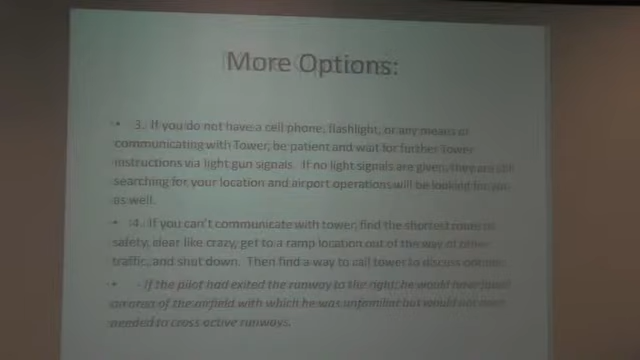 More Options:
• 3. If you do not have a cell phone, flashlight, or any means of
communicating with Tower, be patient and wait for further Tower
instructions via light gun signals. If no light signals are given, they are still
searching for your location and airport operations will be looking for you
as well.
• 4. If you can't communicate with tower, find the shortest route to
safety, clear like crazy, get to a ramp location out of the way of other
traffic, and shut down. Then find a way to call tower to discuss
• If the pilot had exited the runway to the right, he would have
an area of the airfield with which he was unfamiliar but would not
needed to cross active runways.